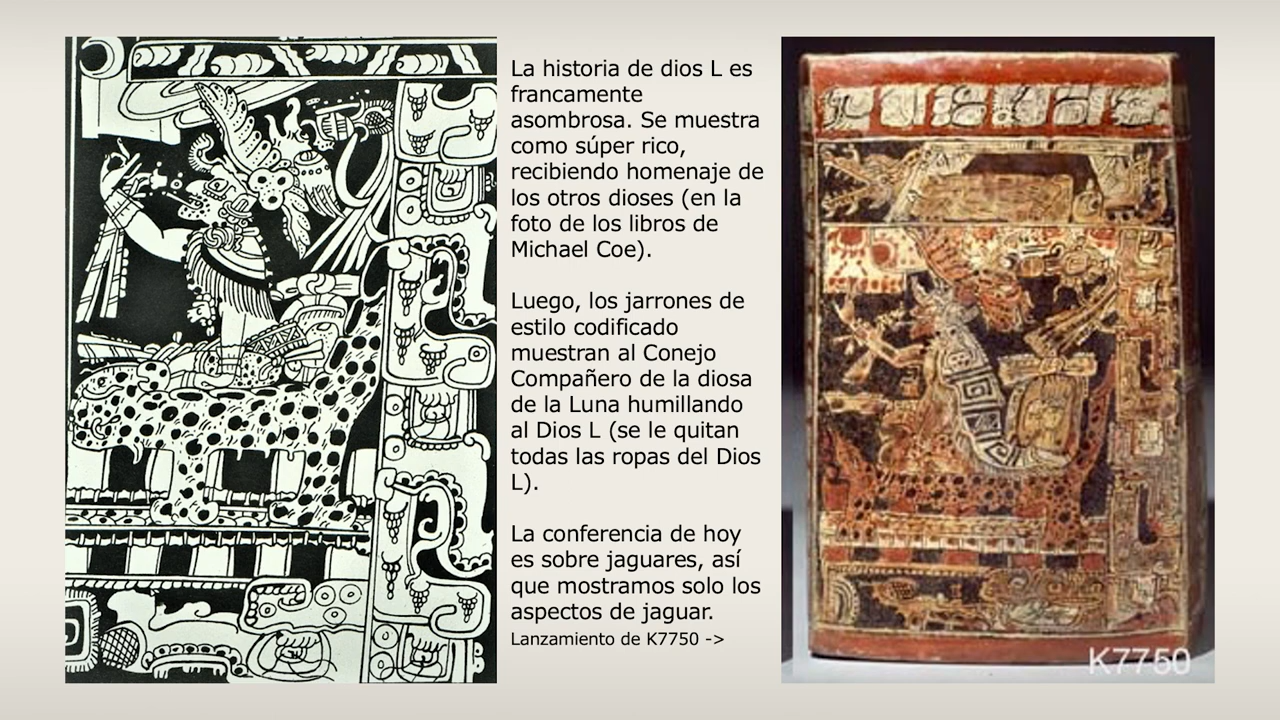 La historia de dios L es
francamente
asombrosa. Se muestra
como súper rico,
recibiendo homenaje de
los otros dioses (en la
foto de los libros de
Michael Coe).
Luego, los jarrones de
estilo codificado
muestran al Conejo
Compañero de la diosa
de la Luna humillando
al Dios L (se le quitan
todas las ropas del Dios
L).
La conferencia de hoy
es sobre jaguares, así
que mostramos solo los
aspectos de jaguar.
Lanzamiento de K7750 ->
K7750